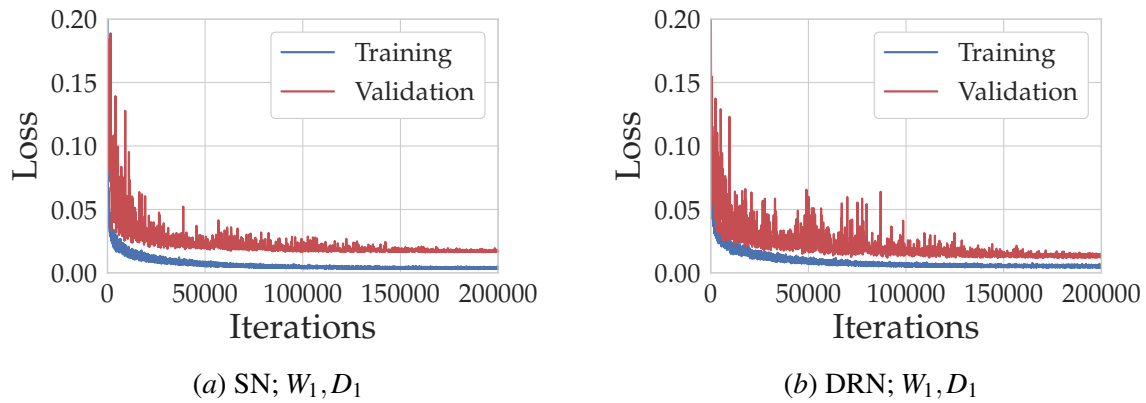 0.20
0.15
0.10
0.05
0.00
Loss
Training
Validation
0 50000 100000 150000 200000
Iterations
(a) SN; W₁, D₁
0.20
0.15
0.10
0.05
0.00
Loss
Training
Validation
0 50000 100000 150000 200000
Iterations
(b) DRN; W₁, D₁